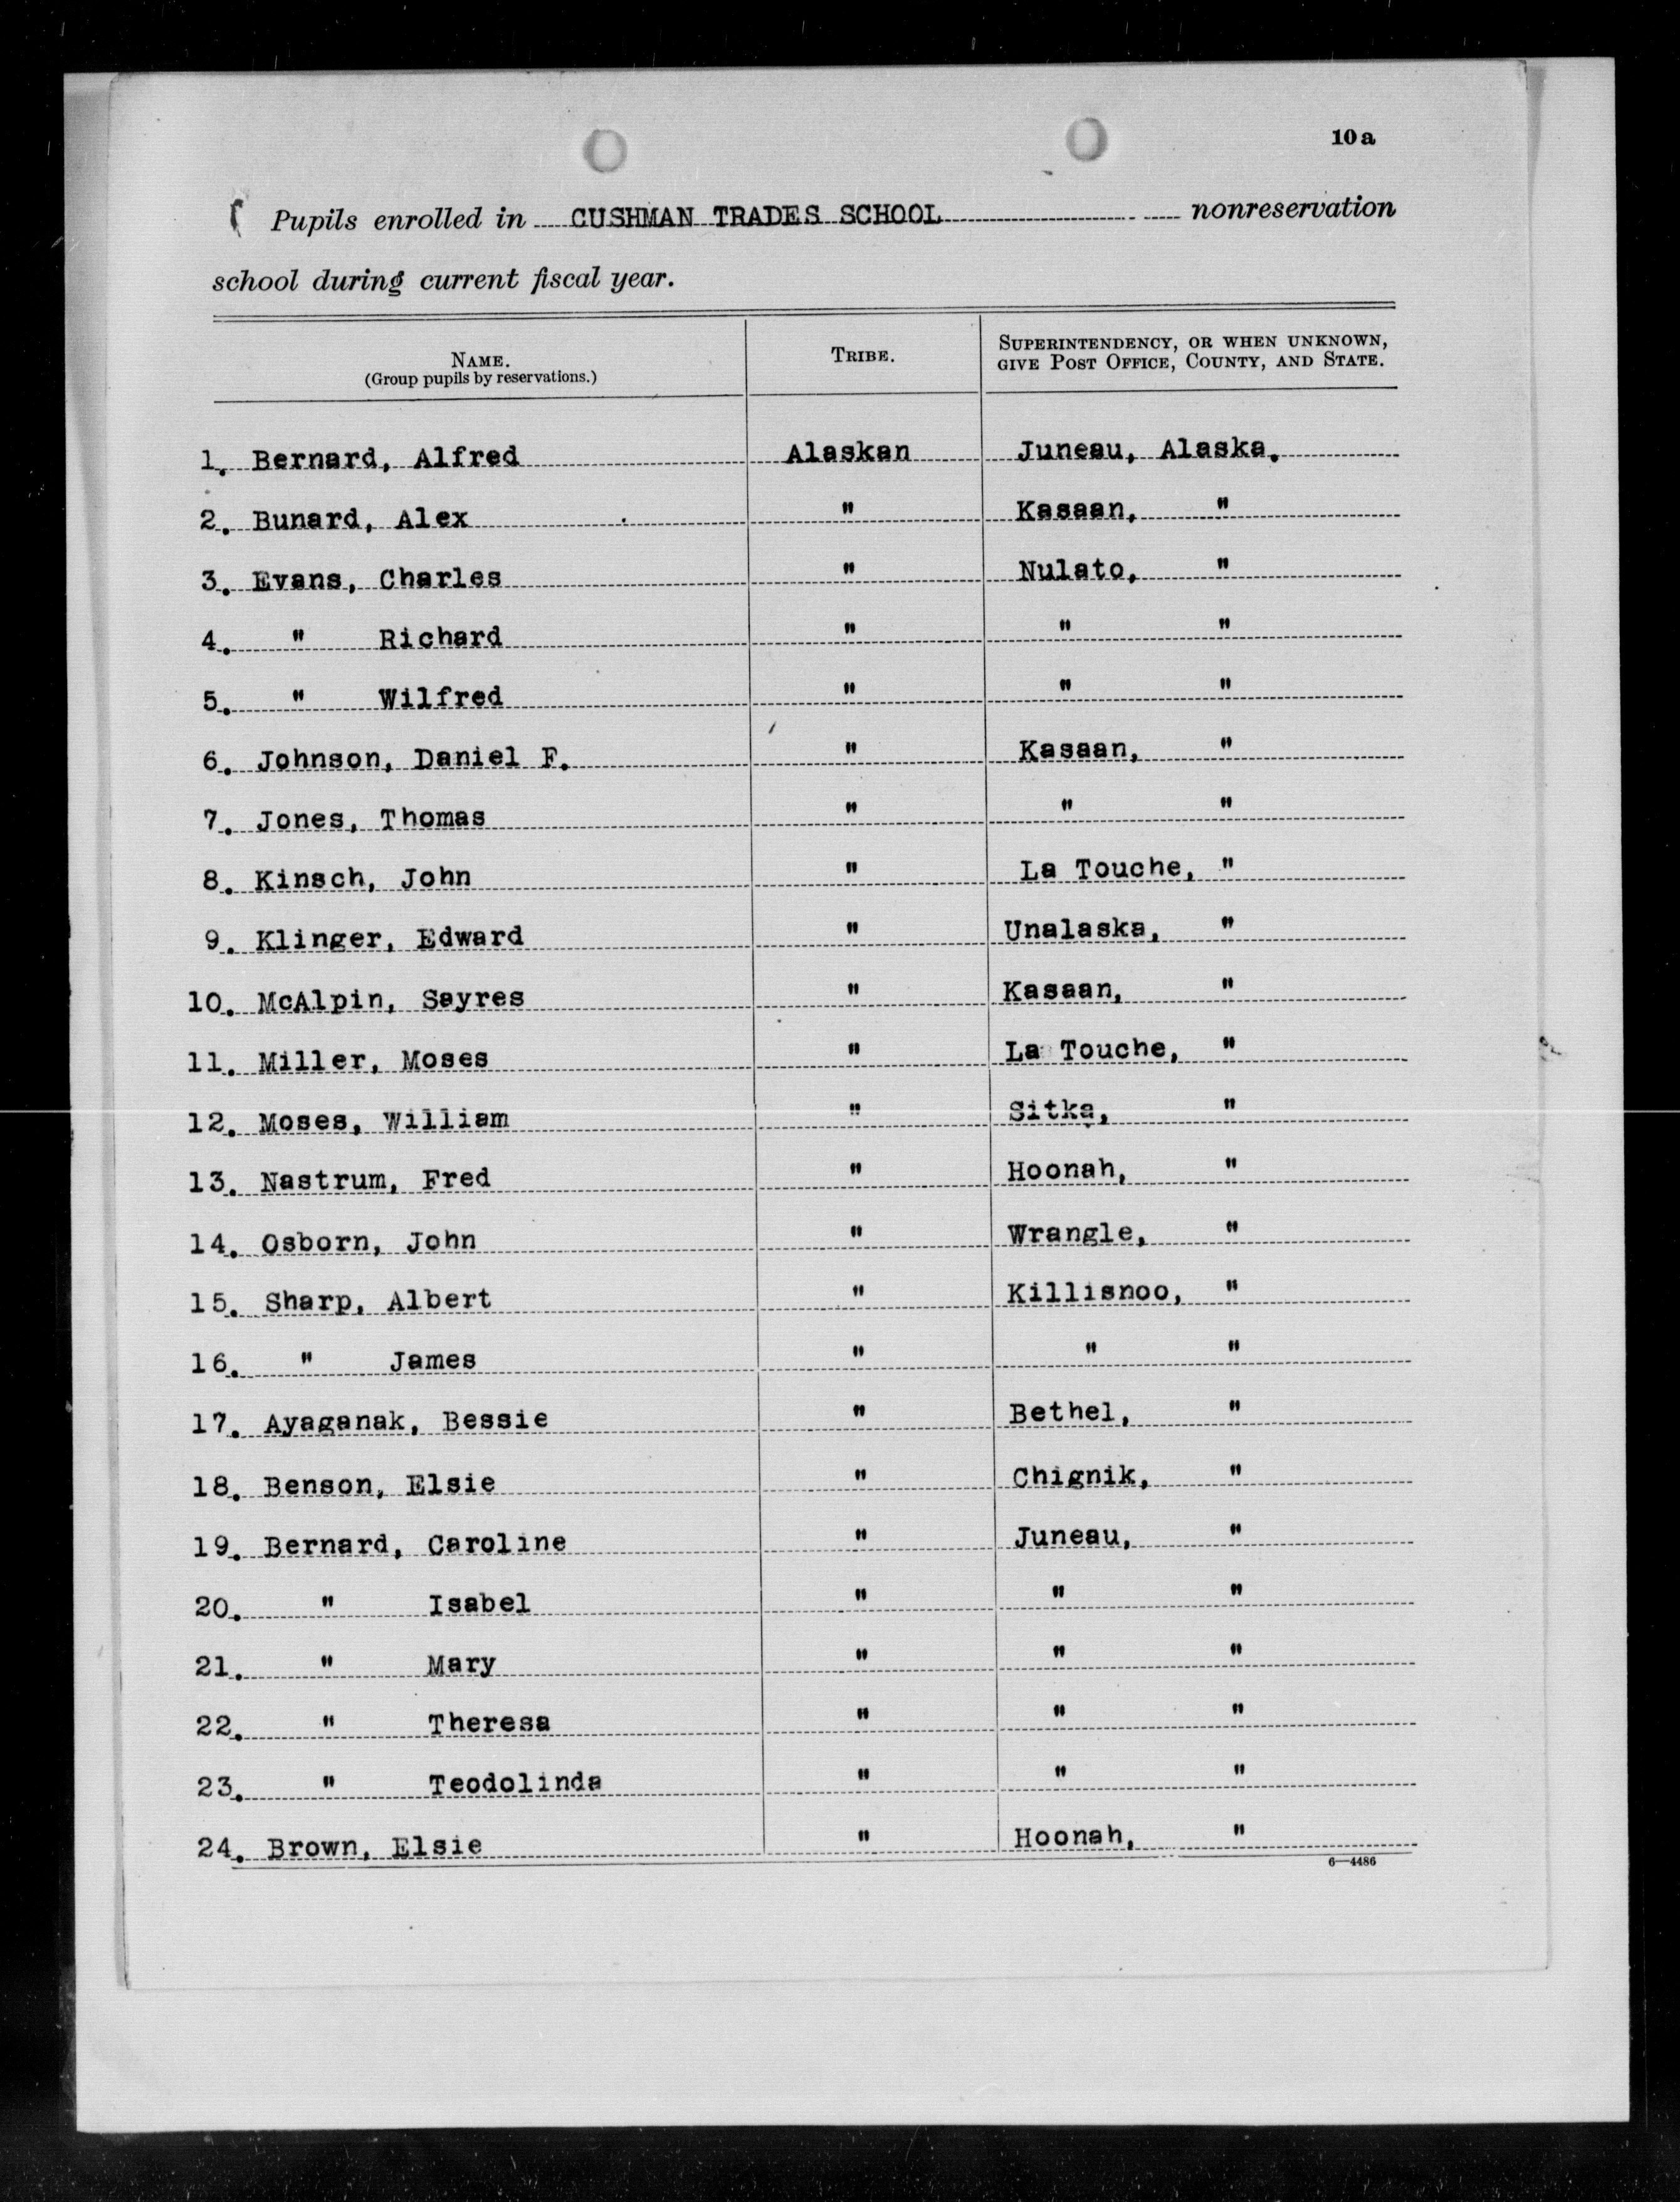 10a
Pupils enrolled in CUSHMAN TRADES SCHOOL nonreservation
school during current fiscal year.
NAME. (Group pupils by reservations.) TRIBE. SUPERINTENDENCY, OR WHEN UNKNOWN, GIVE POST OFFICE, COUNTY, AND STATE.
1. Bernard, Alfred Alaskan Juneau, Alaska.
2. Bunard, Alex " Kasaan, "
3. Evans, Charles " Nulato, "
4. " Richard " " "
5. " Wilfred " " "
6. Johnson, Daniel F. " Kasaan, "
7. Jones, Thomas " " "
8. Kinsch, John " La Touche, "
9. Klinger, Edward " Unalaska, "
10. McAlpin, Sayres " Kasaan, "
11. Miller, Moses " La Touche, "
12. Moses, William " Sitka, "
13. Nastrum, Fred " Hoonah, "
14. Osborn, John " Wrangle, "
15. Sharp, Albert " Killisnoo, "
16. " James " " "
17. Ayaganak, Bessie " Bethel, "
18. Benson, Elsie " Chignik, "
19. Bernard, Caroline " Juneau, "
20. " Isabel " " "
21. " Mary " " "
22. " Theresa " " "
23. " Teodolinda " " "
24. Brown, Elsie " Hoonah, "
6—4486